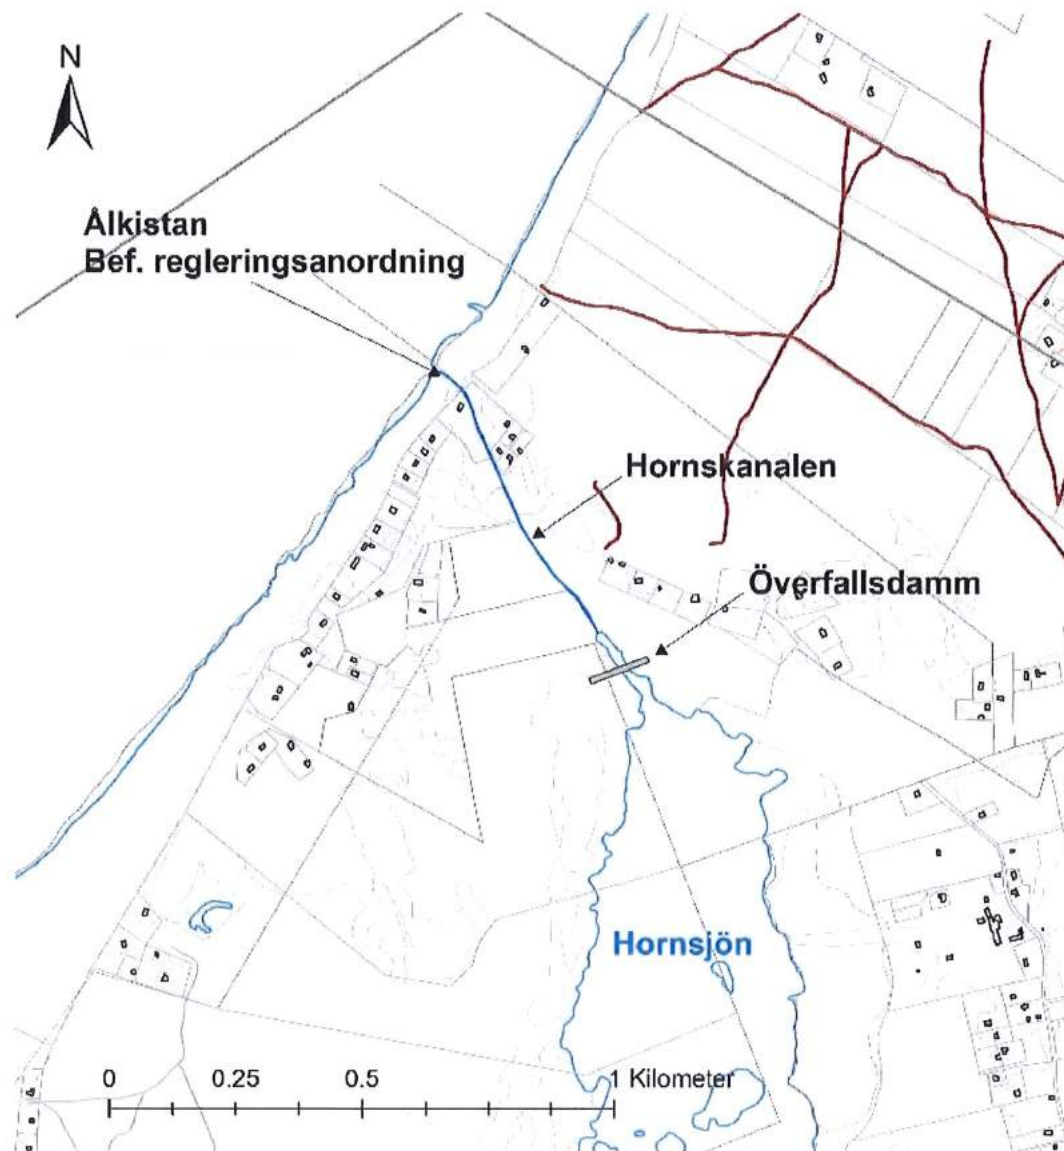 N
Ålkistan
Bef. regleringsanordning
Hornskanalen
Överfallsdamm
Hornsjön
0 0.25 0.5 1 Kilometer